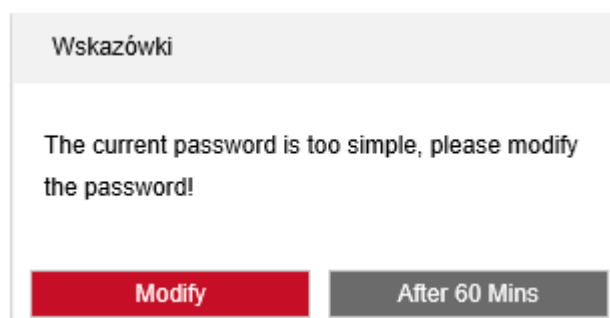 Wskazówki
The current password is too simple, please modify
the password!
Modify
After 60 Mins